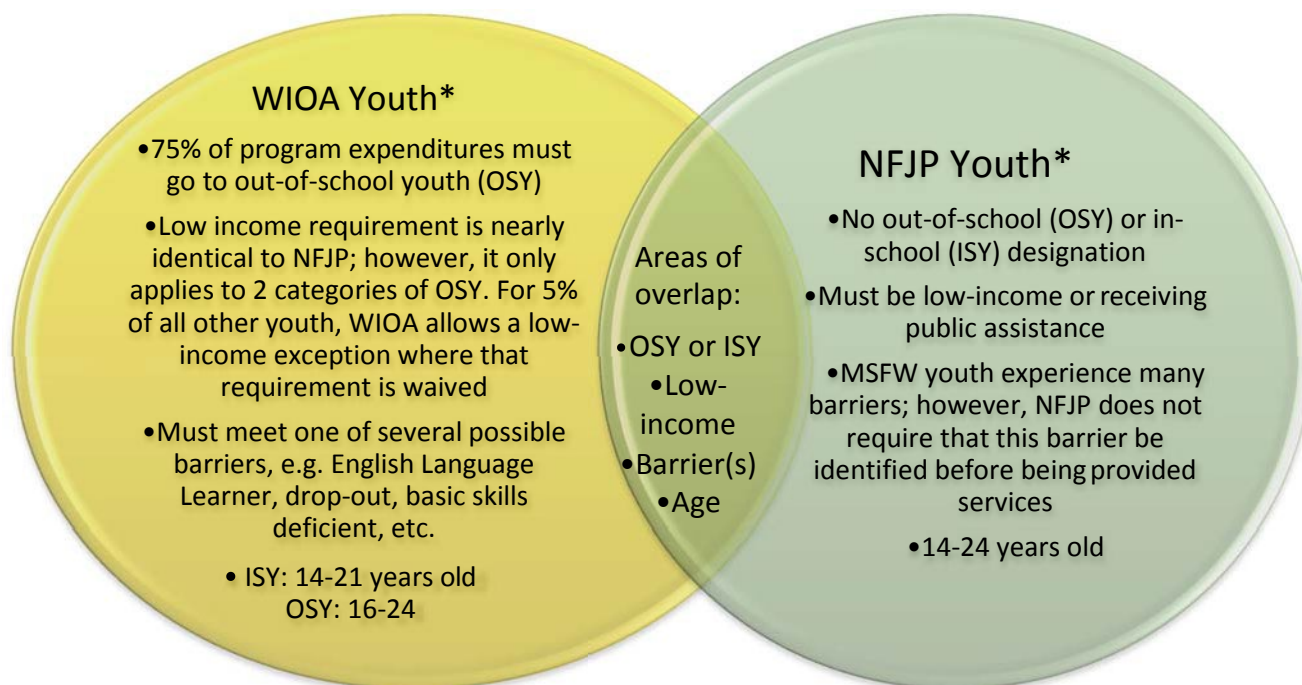 WIOA Youth*
•75% of program expenditures must
go to out-of-school youth (OSY)
•Low income requirement is nearly
identical to NFJP; however, it only
applies to 2 categories of OSY. For 5%
of all other youth, WIOA allows a low-
income exception where that
requirement is waived
•Must meet one of several possible
barriers, e.g. English Language
Learner, drop-out, basic skills
deficient, etc.
• ISY: 14-21 years old
OSY: 16-24
Areas of
overlap:
•OSY or ISY
•Low-
income
•Barrier(s)
•Age
NFJP Youth*
•No out-of-school (OSY) or in-
school (ISY) designation
•Must be low-income or receiving
public assistance
•MSFW youth experience many
barriers; however, NFJP does not
require that this barrier be
identified before being provided
services
•14-24 years old